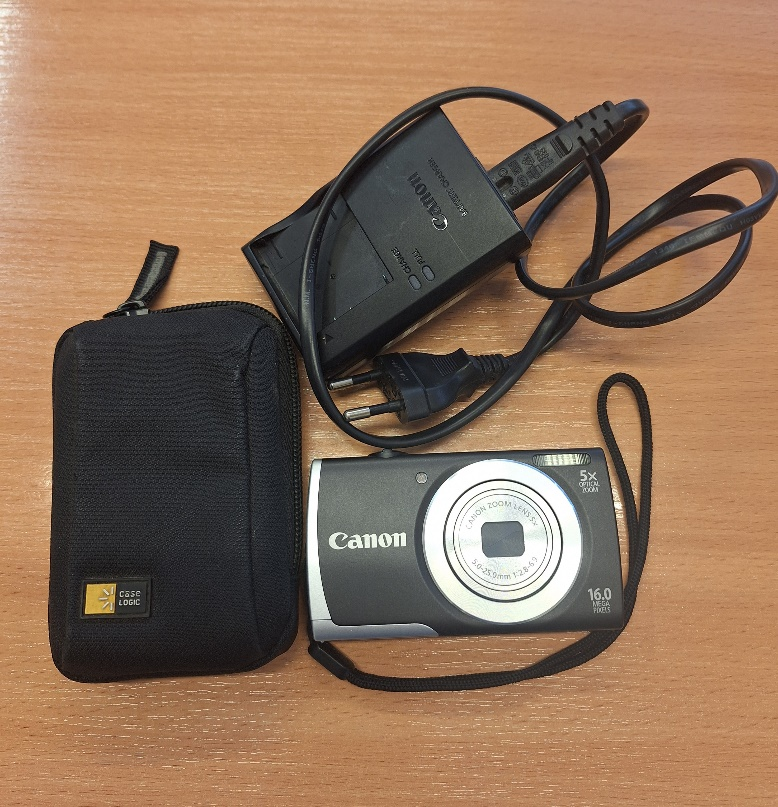 Canon
BATTERY CHARGER
CHARGE
FULL
case
LOGIC
Canon
CANON ZOOM LENS 5x
5.0-25.0mm 1:2.8-6.9
5x
OPTICAL
ZOOM
16.0
MEGA
PIXELS